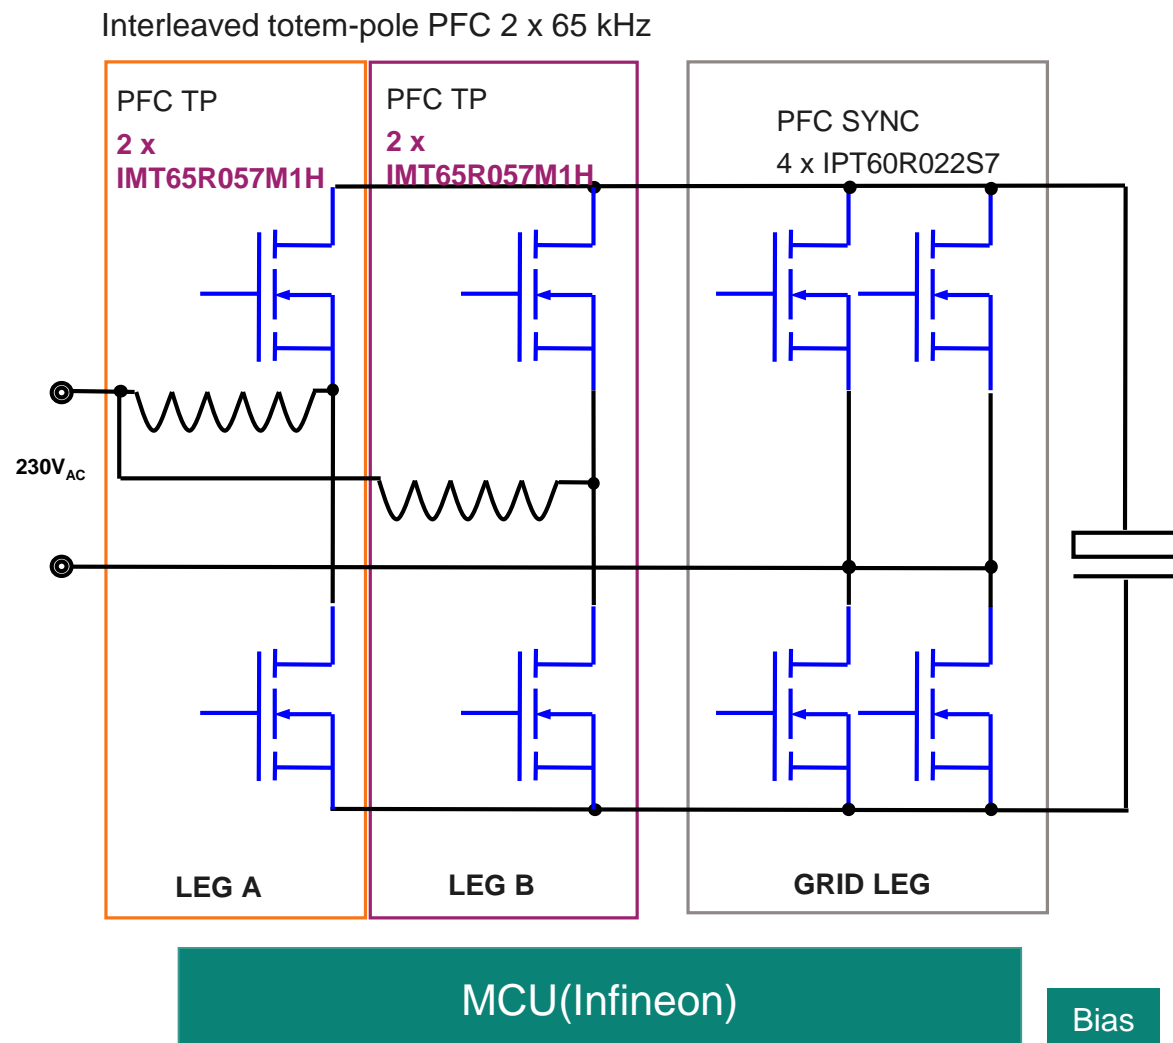 Interleaved totem-pole PFC 2 x 65 kHz
PFC TP
2 x
IMT65R057M1H
PFC TP
2 x
IMT65R057M1H
PFC SYNC
4 x IPT60R022S7
230VAC
LEG A
LEG B
GRID LEG
MCU(Infineon)
Bias